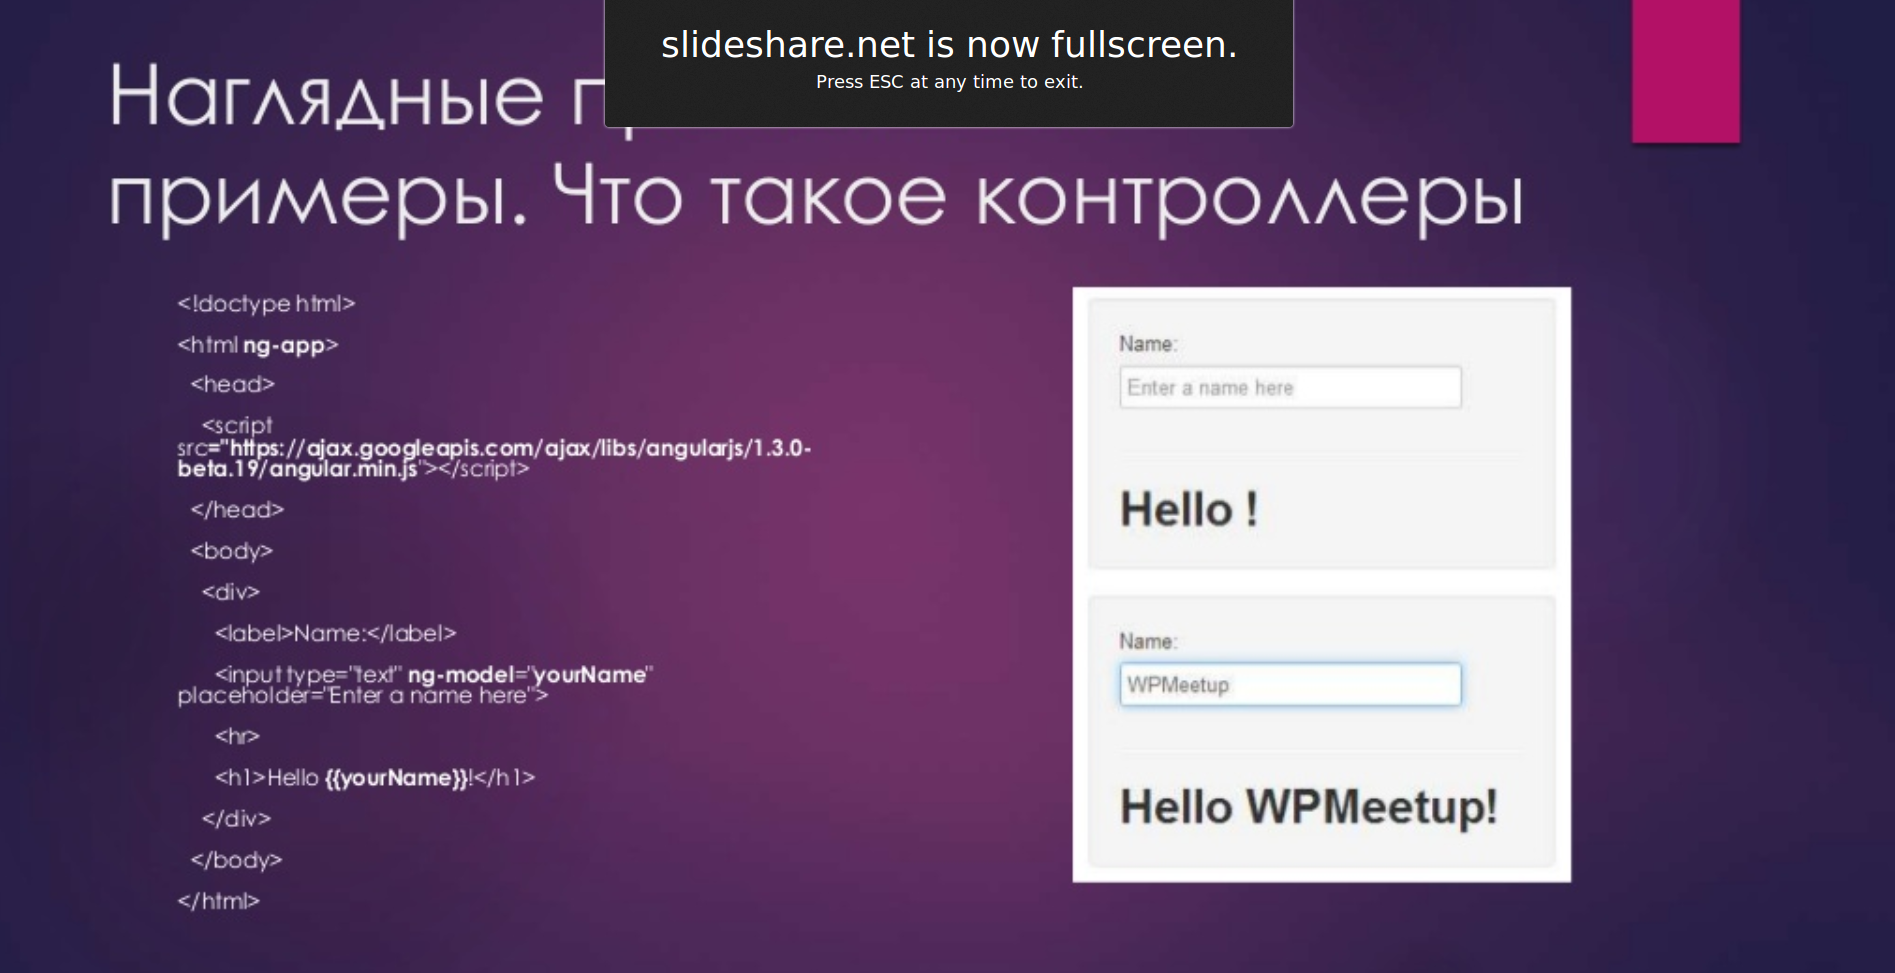 slideshare.net is now fullscreen.
Press ESC at any time to exit.
Наглядные
примеры. Что такое контроллеры
<!doctype html>
<html ng-app>
<head>
<script
src="https://ajax.googleapis.com/ajax/libs/angularjs/1.3.0-
beta.19/angular.min.js"></script>
</head>
<body>
<div>
<label>Name:</label>
<input type="text" ng-model="yourName"
placeholder="Enter a name here">
<hr>
<h1>Hello {{yourName}}!</h1>
</div>
</body>
</html>
Name:
Enter a name here
Hello !
Name:
WPMeetup
Hello WPMeetup!